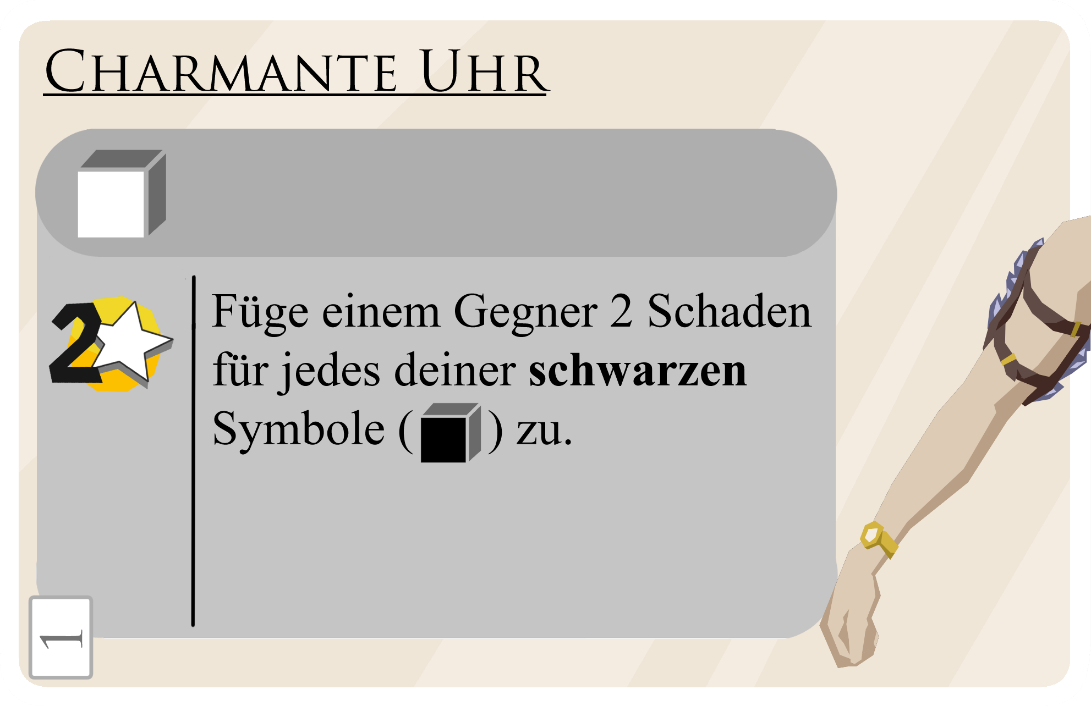 Charmante Uhr
2
Füge einem Gegner 2 Schaden
für jedes deiner schwarzen
Symbole ( ) zu.
1